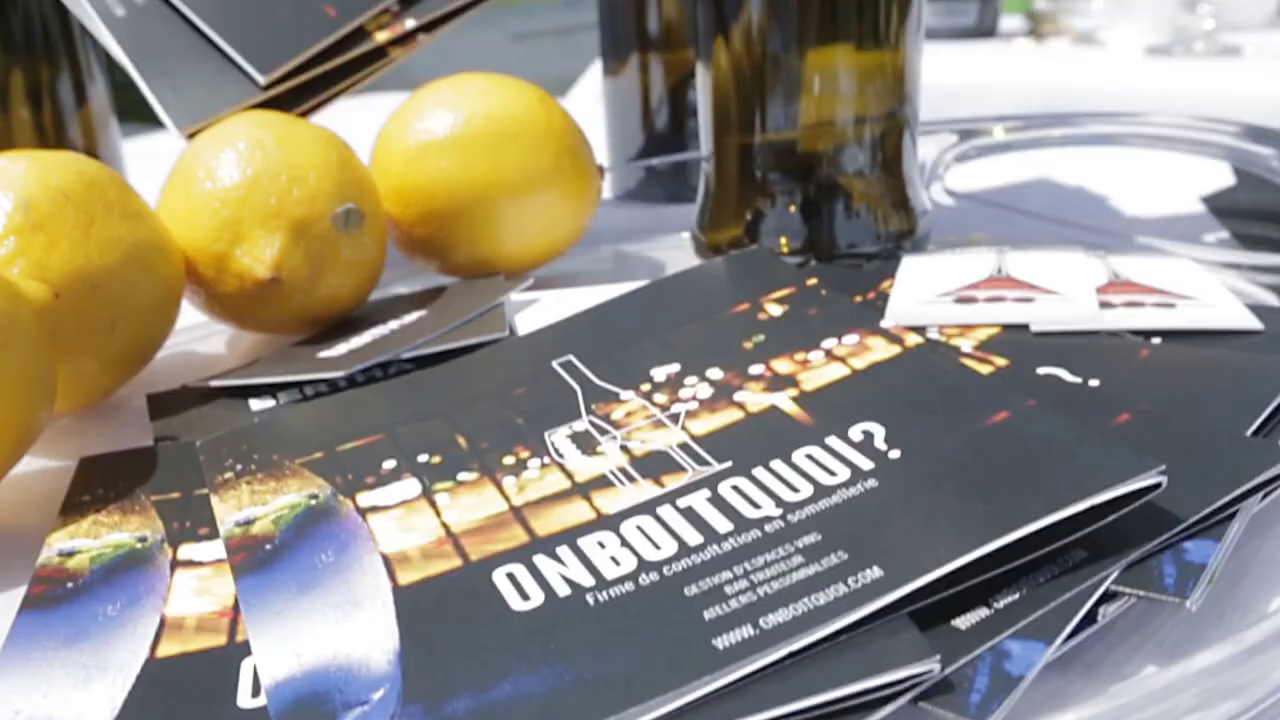 ONBOITQUOI?
Firme de consultation en sommellerie
GESTION D'ESPACES VINS
BAR TRAITEUR
ATELIERS PERSONNALISÉS
WWW. ONBOITQUOI.COM